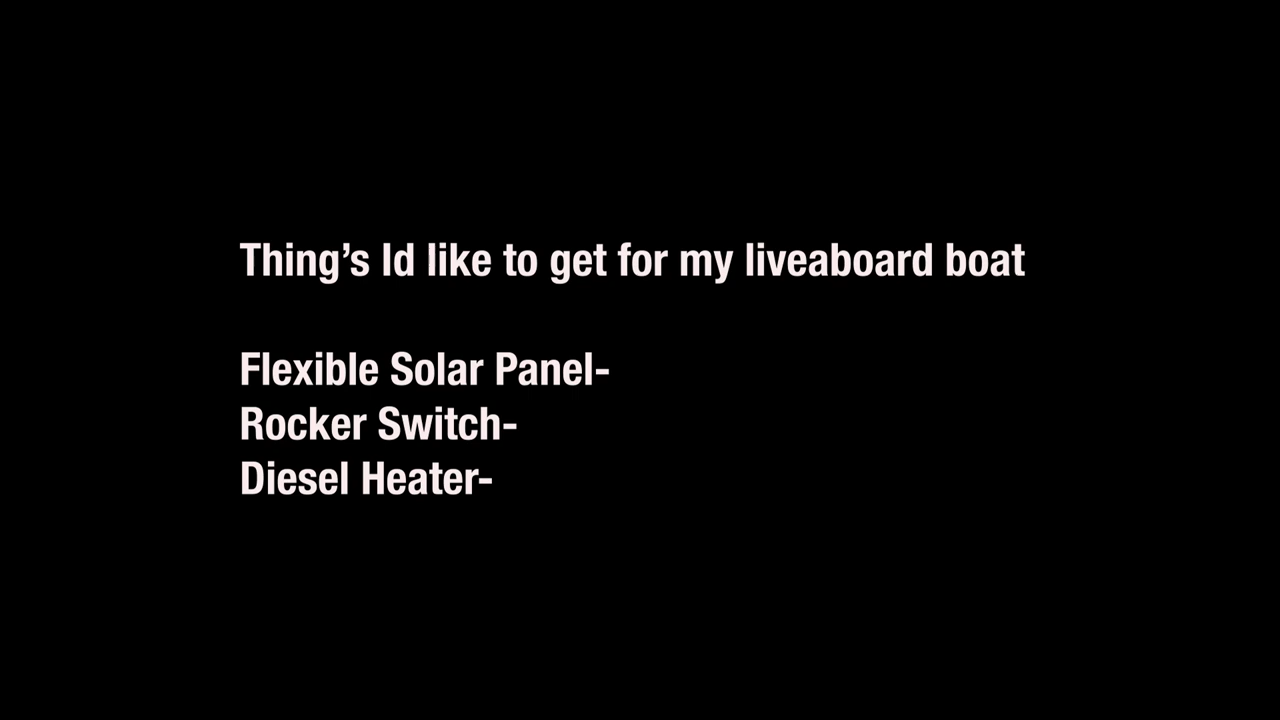 Thing’s Id like to get for my liveaboard boat
Flexible Solar Panel-
Rocker Switch-
Diesel Heater-